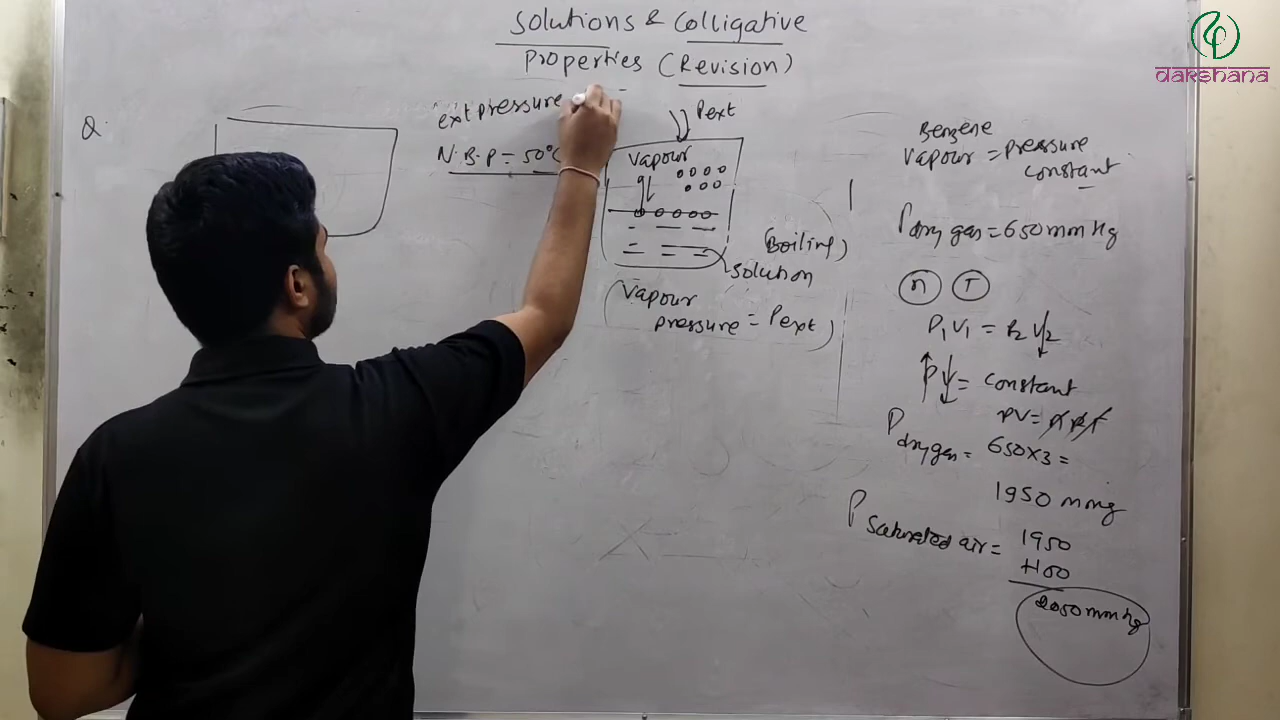 Solutions & Colligative
Properties (Revision)
dakshana
Q.
ext pressure
N.B.P = 50°C
Pext
Vapour
(Boiling)
solution
(Vapour
pressure = Pext)
Benzene
Vapour = pressure
constant
P dry gas = 650 mm Hg
n T
P1V1 = P2V2
PV = constant
PV = nRT
P dry gas = 650 x 3 =
1950 mmg
P saturated air = 1950
+100
2050 mm Hg